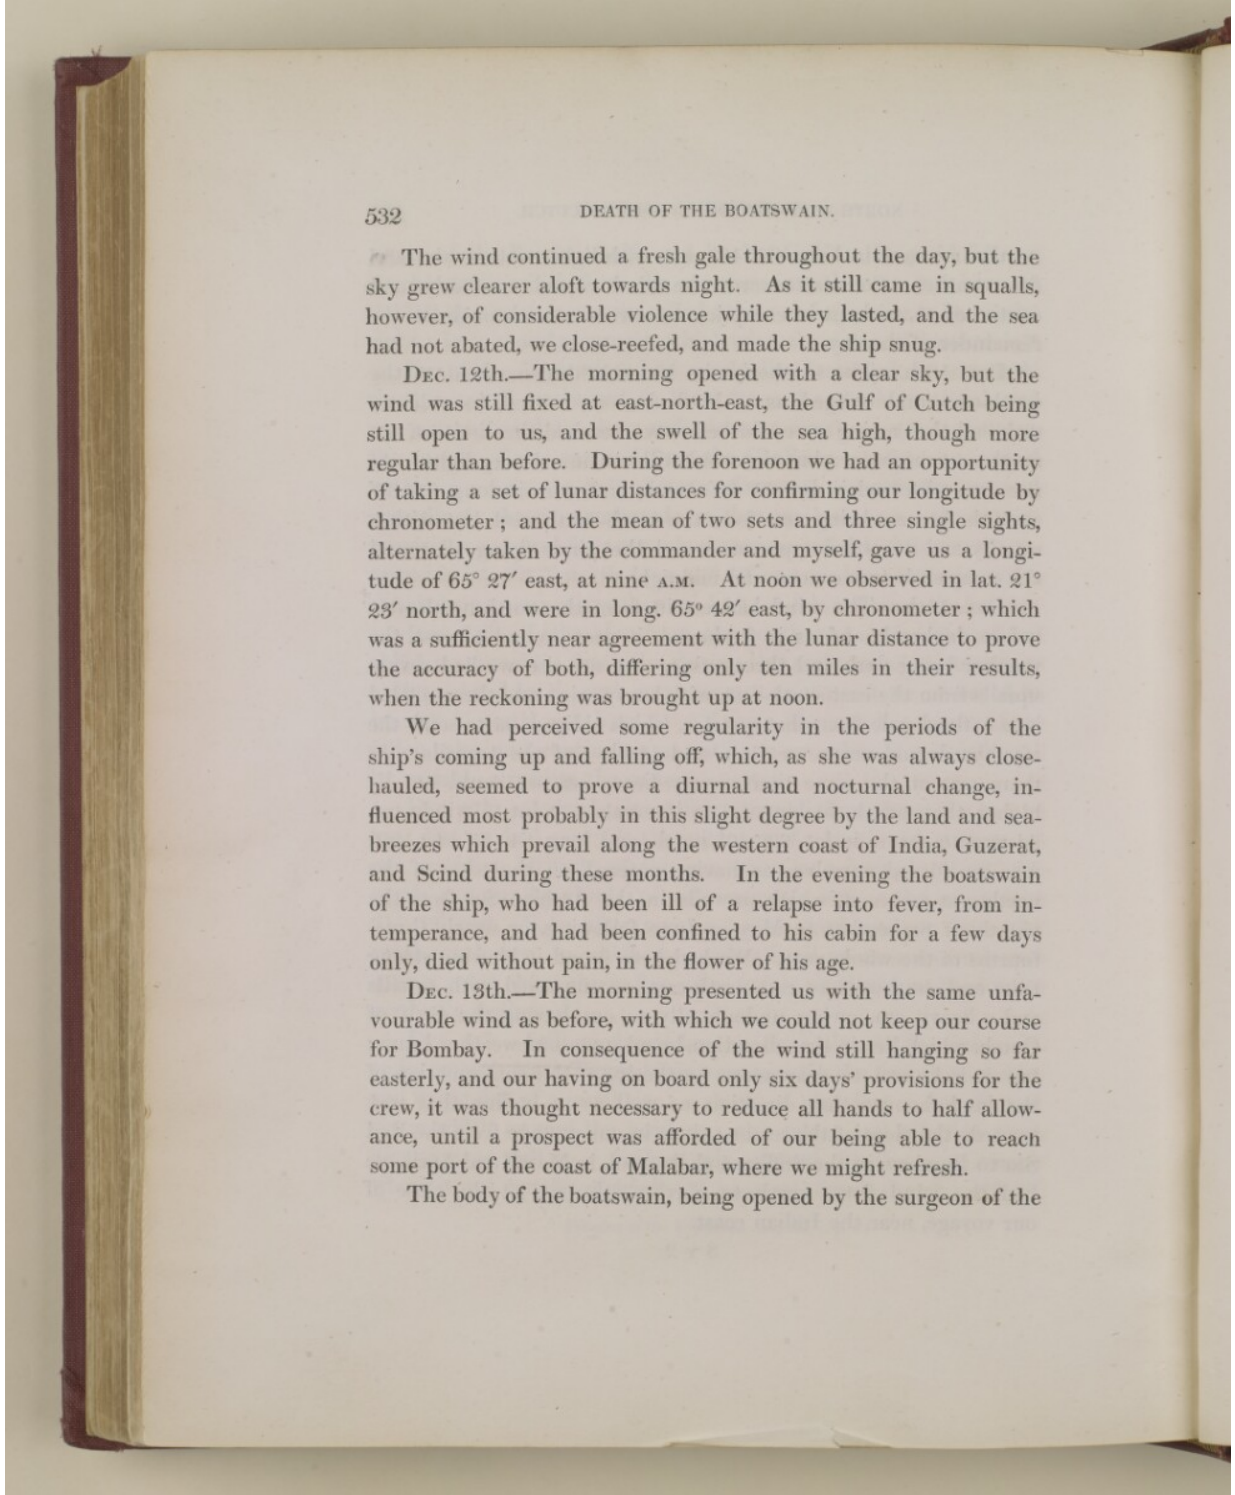 532
DEATH OF THE BOATSWAIN.
The wind continued a fresh gale throughout the day, but the
sky grew clearer aloft towards night. As it still came in squalls,
however, of considerable violence while they lasted, and the sea
had not abated, we close-reefed, and made the ship snug.
DEC. 12th.—The morning opened with a clear sky, but the
wind was still fixed at east-north-east, the Gulf of Cutch being
still open to us, and the swell of the sea high, though more
regular than before. During the forenoon we had an opportunity
of taking a set of lunar distances for confirming our longitude by
chronometer ; and the mean of two sets and three single sights,
alternately taken by the commander and myself, gave us a longi-
tude of 65° 27′ east, at nine A.M. At noon we observed in lat. 21°
23′ north, and were in long. 65° 42′ east, by chronometer ; which
was a sufficiently near agreement with the lunar distance to prove
the accuracy of both, differing only ten miles in their results,
when the reckoning was brought up at noon.
We had perceived some regularity in the periods of the
ship's coming up and falling off, which, as she was always close-
hauled, seemed to prove a diurnal and nocturnal change, in-
fluenced most probably in this slight degree by the land and sea-
breezes which prevail along the western coast of India, Guzerat,
and Scind during these months. In the evening the boatswain
of the ship, who had been ill of a relapse into fever, from in-
temperance, and had been confined to his cabin for a few days
only, died without pain, in the flower of his age.
DEC. 13th.—The morning presented us with the same unfa-
vourable wind as before, with which we could not keep our course
for Bombay. In consequence of the wind still hanging so far
easterly, and our having on board only six days' provisions for the
crew, it was thought necessary to reduce all hands to half allow-
ance, until a prospect was afforded of our being able to reach
some port of the coast of Malabar, where we might refresh.
The body of the boatswain, being opened by the surgeon of the